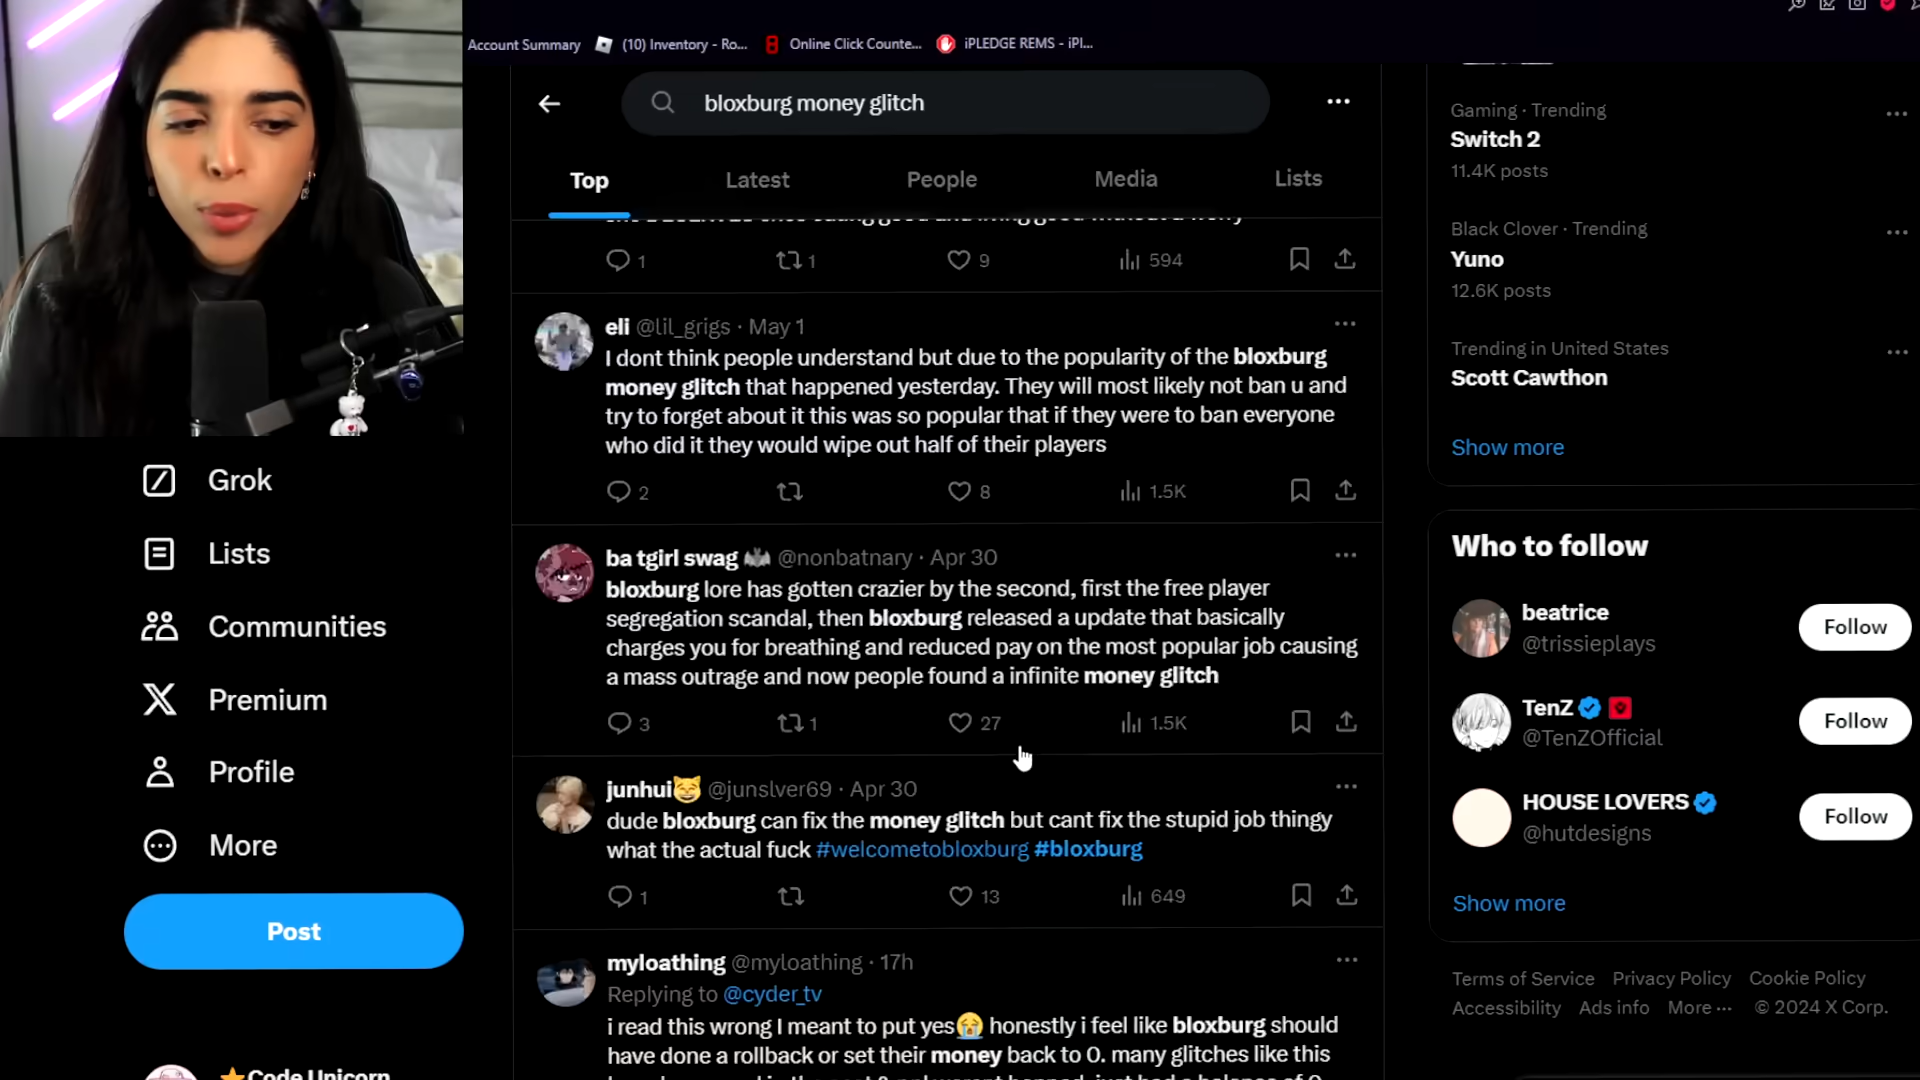 Account Summary
(10) Inventory - Ro...
Online Click Counte...
iPLEDGE REMS - iPl...
bloxburg money glitch
Top
Latest
People
Media
Lists
1
1
9
594
eli @lil_grigs · May 1
I dont think people understand but due to the popularity of the bloxburg
money glitch that happened yesterday. They will most likely not ban u and
try to forget about it this was so popular that if they were to ban everyone
who did it they would wipe out half of their players
2
8
1.5K
ba tgirl swag 🦇 @nonbatnary · Apr 30
bloxburg lore has gotten crazier by the second, first the free player
segregation scandal, then bloxburg released a update that basically
charges you for breathing and reduced pay on the most popular job causing
a mass outrage and now people found a infinite money glitch
3
1
27
1.5K
junhui😸 @junslver69 · Apr 30
dude bloxburg can fix the money glitch but cant fix the stupid job thingy
what the actual fuck #welcometobloxburg #bloxburg
1
13
649
myloathing @myloathing · 17h
Replying to @cyder_tv
i read this wrong I meant to put yes😭 honestly i feel like bloxburg should
have done a rollback or set their money back to 0. many glitches like this
Grok
Lists
Communities
Premium
Profile
More
Post
Code Unicorn
Gaming · Trending
Switch 2
11.4K posts
Black Clover · Trending
Yuno
12.6K posts
Trending in United States
Scott Cawthon
Show more
Who to follow
beatrice
@trissieplays
Follow
TenZ
@TenZOfficial
Follow
HOUSE LOVERS
@hutdesigns
Follow
Show more
Terms of Service Privacy Policy Cookie Policy
Accessibility Ads info More ··· © 2024 X Corp.